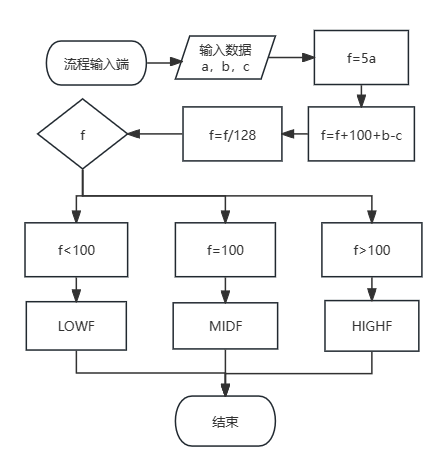 流程输入端
输入数据
a，b，c
f=5a
f=f+100+b-c
f=f/128
f
f<100
f=100
f>100
LOWF
MIDF
HIGHF
结束